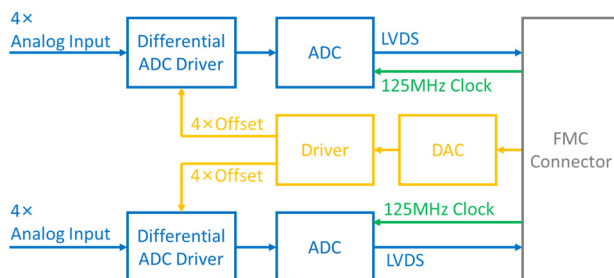 4×
Analog Input
Differential
ADC Driver
ADC
LVDS
125MHz Clock
4×Offset
Driver
DAC
FMC
Connector
4×Offset
4×
Analog Input
Differential
ADC Driver
ADC
125MHz Clock
LVDS